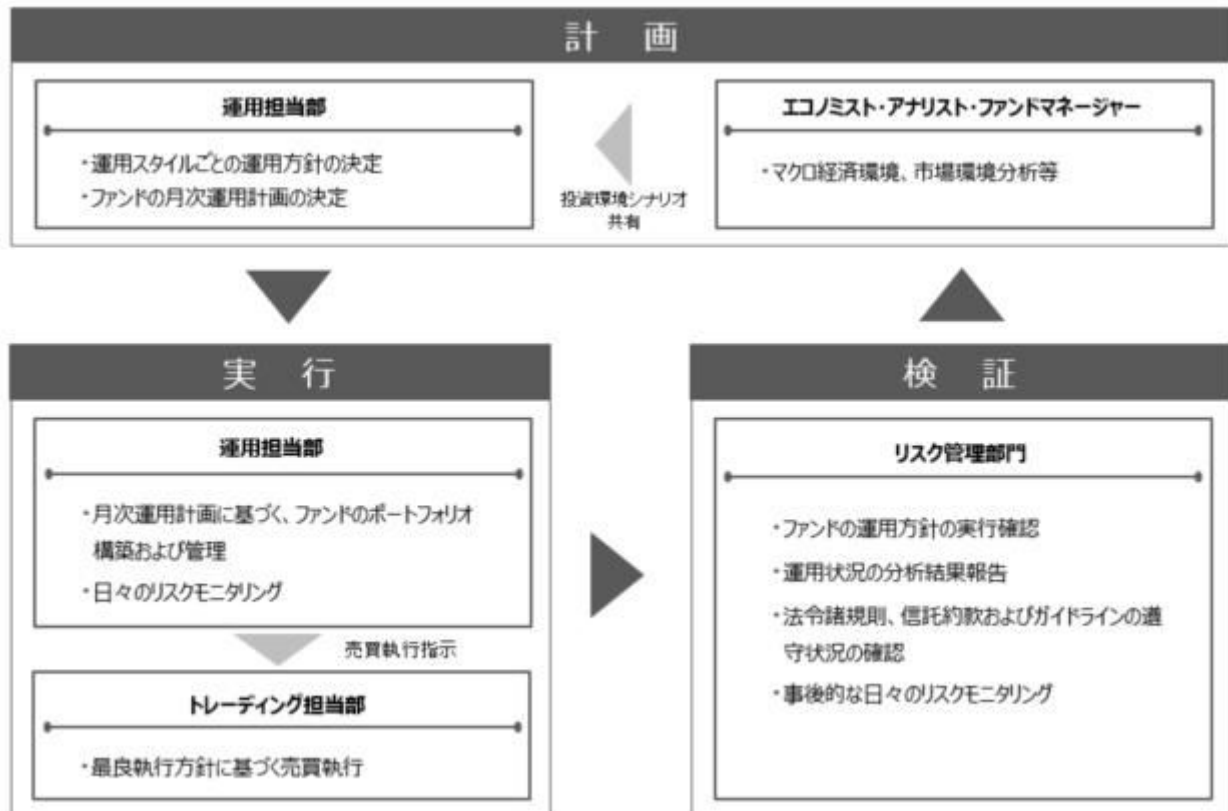 計 画
運用担当部
・運用スタイルごとの運用方針の決定
・ファンドの月次運用計画の決定
投資環境シナリオ
共有
エコノミスト・アナリスト・ファンドマネージャー
・マクロ経済環境、市場環境分析等
実 行
運用担当部
・月次運用計画に基づく、ファンドのポートフォリオ
構築および管理
・日々のリスクモニタリング
売買執行指示
トレーディング担当部
・最良執行方針に基づく売買執行
検 証
リスク管理部門
・ファンドの運用方針の実行確認
・運用状況の分析結果報告
・法令諸規則、信託約款およびガイドラインの遵
守状況の確認
・事後的な日々のリスクモニタリング